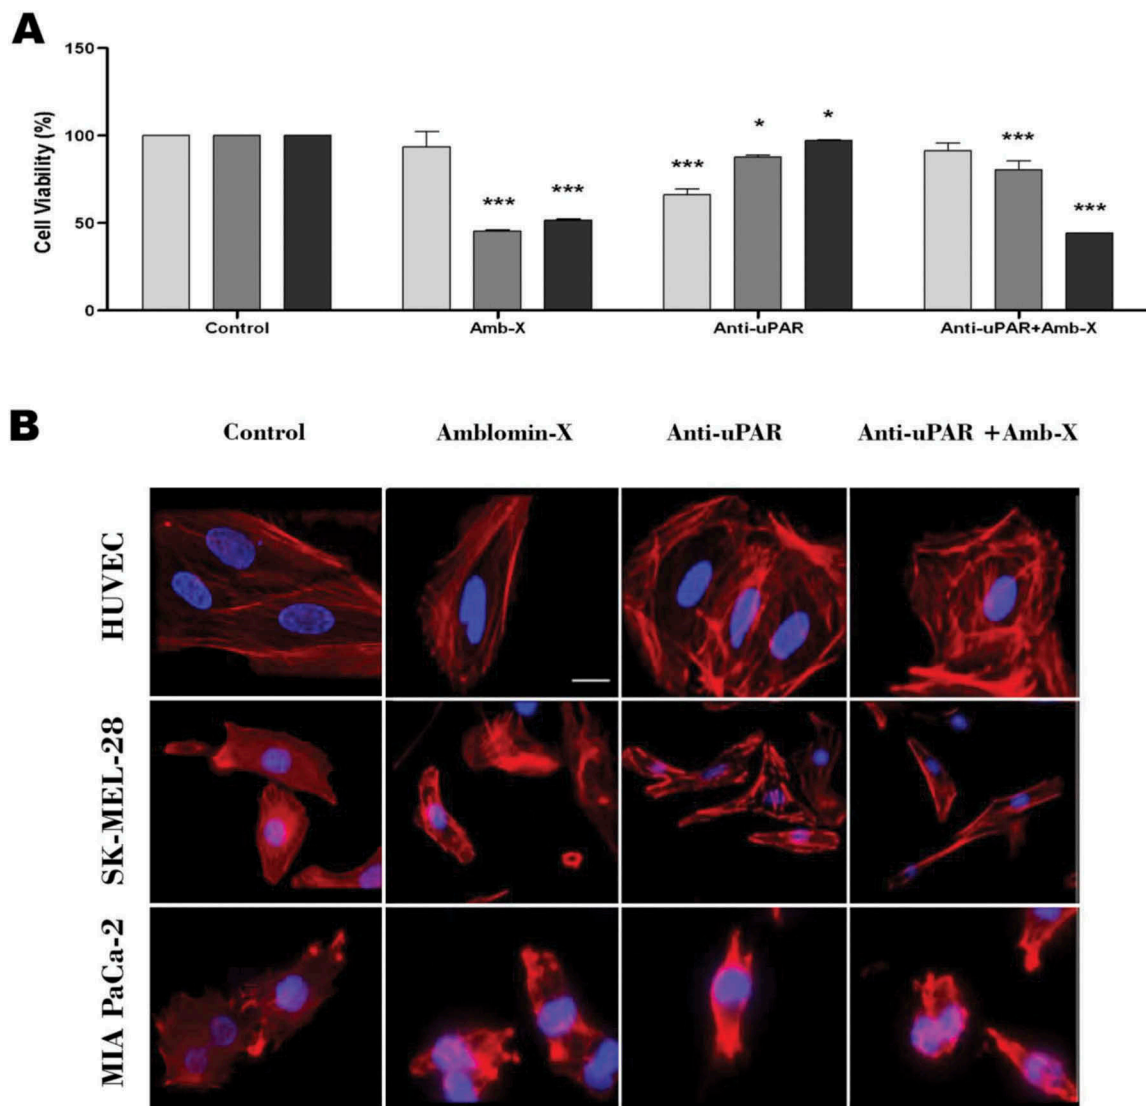 A
150
100
50
0
Cell Viability (%)
***
***
***
*
*
***
***
Control
Amb-X
Anti-uPAR
Anti-uPAR+Amb-X
B
Control
Amblomin-X
Anti-uPAR
Anti-uPAR +Amb-X
HUVEC
SK-MEL-28
MIA PaCa-2